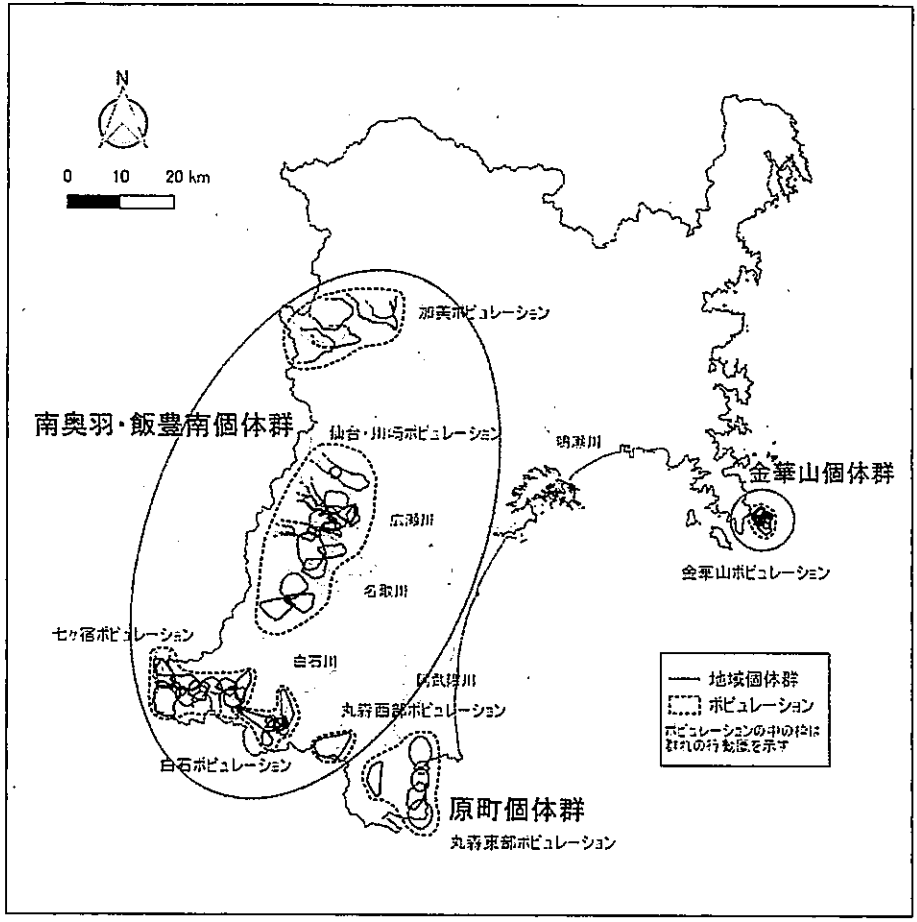 N
0 10 20 km
加美ポピュレーション
南奥羽・飯豊南個体群
仙台・川崎ポピュレーション
鳴瀬川
金華山個体群
広瀬川
金華山ポピュレーション
名取川
七ヶ宿ポピュレーション
白石川
阿武隈川
丸森西部ポピュレーション
白石ポピュレーション
原町個体群
丸森東部ポピュレーション
地域個体群
ポピュレーション
ポピュレーションの中の枠は
群れの行動域を示す